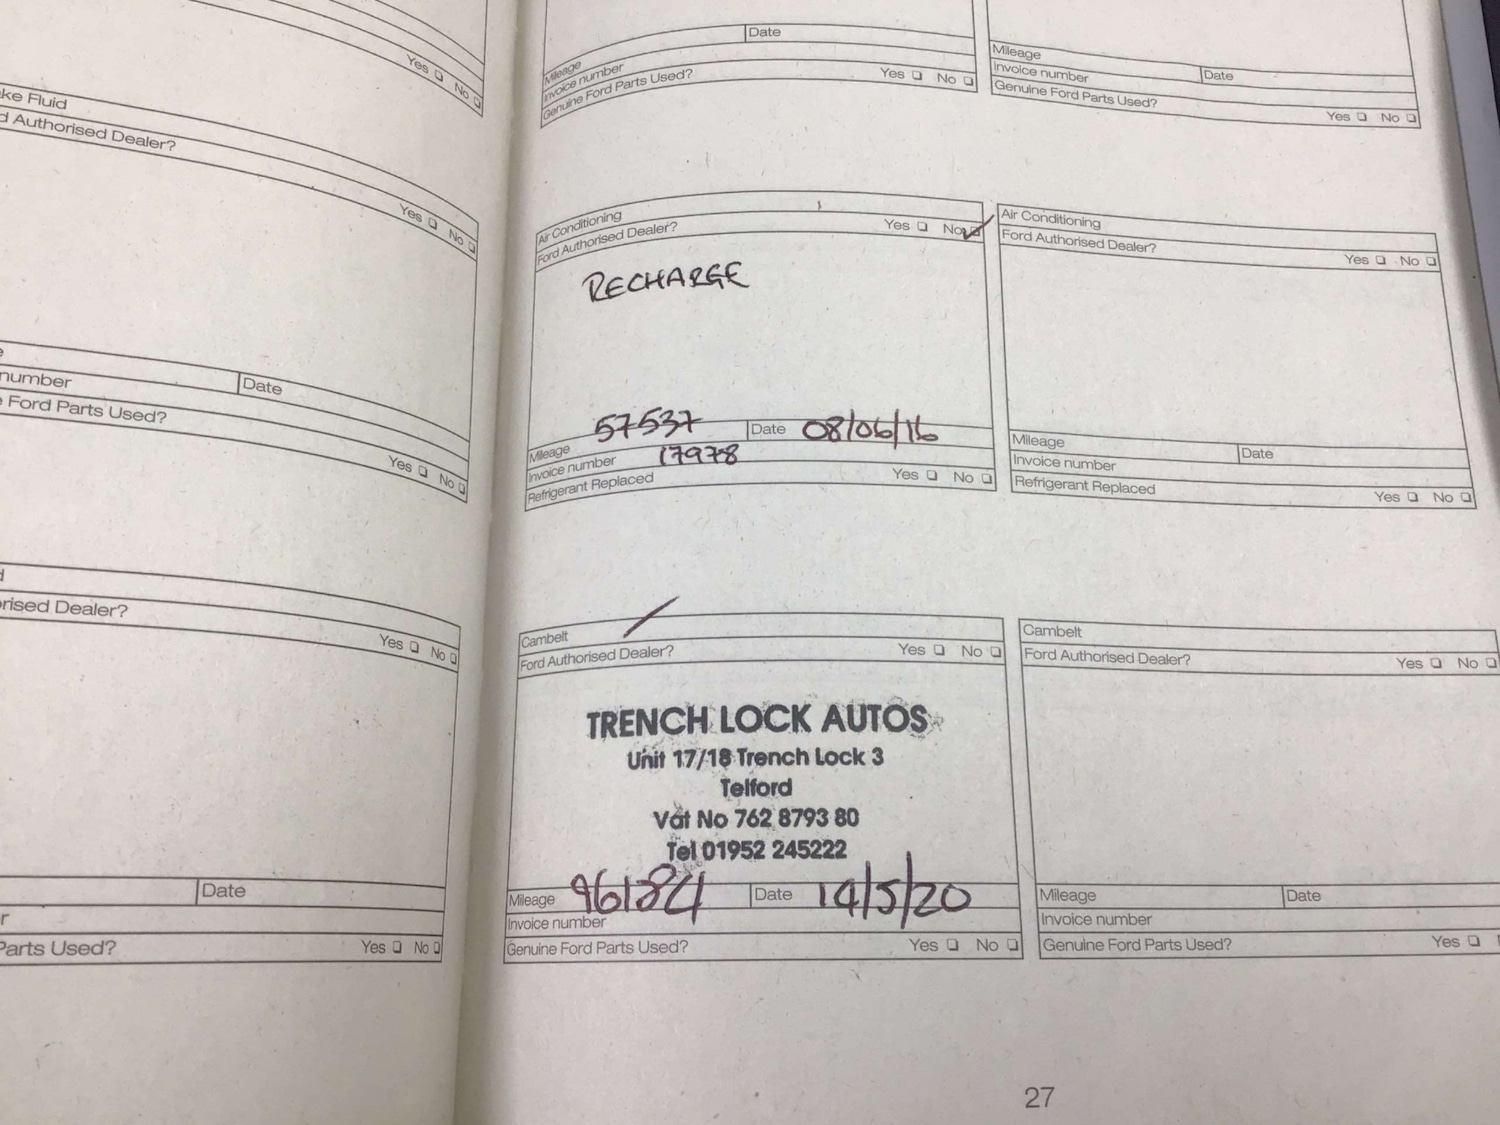 Yes ❏ No ❏
ke Fluid
d Authorised Dealer?
Yes ❏ No ❏
number
Date
Ford Parts Used?
Yes ❏ No ❏
rised Dealer?
Yes ❏ No ❏
Date
r
Parts Used?
Yes ❏ No ❏
Mileage
Date
Invoice number
Genuine Ford Parts Used?
Yes ❏ No ❏
Mileage
Invoice number
Date
Genuine Ford Parts Used?
Yes ❏ No ❏
Air Conditioning
Ford Authorised Dealer?
Yes ❏ No ❏
RECHARGE
Mileage 57537
Date 08/06/16
Invoice number 17978
Refrigerant Replaced
Yes ❏ No ❏
Air Conditioning
Ford Authorised Dealer?
Yes ❏ No ❏
Mileage
Date
Invoice number
Refrigerant Replaced
Yes ❏ No ❏
Cambelt
Ford Authorised Dealer?
Yes ❏ No ❏
TRENCH LOCK AUTOS
Unit 17/18 Trench Lock 3
Telford
Vat No 762 8793 80
Tel 01952 245222
Mileage 96184
Date 14/5/20
Invoice number
Genuine Ford Parts Used?
Yes ❏ No ❏
Cambelt
Ford Authorised Dealer?
Yes ❏ No ❏
Mileage
Date
Invoice number
Genuine Ford Parts Used?
Yes ❏
27